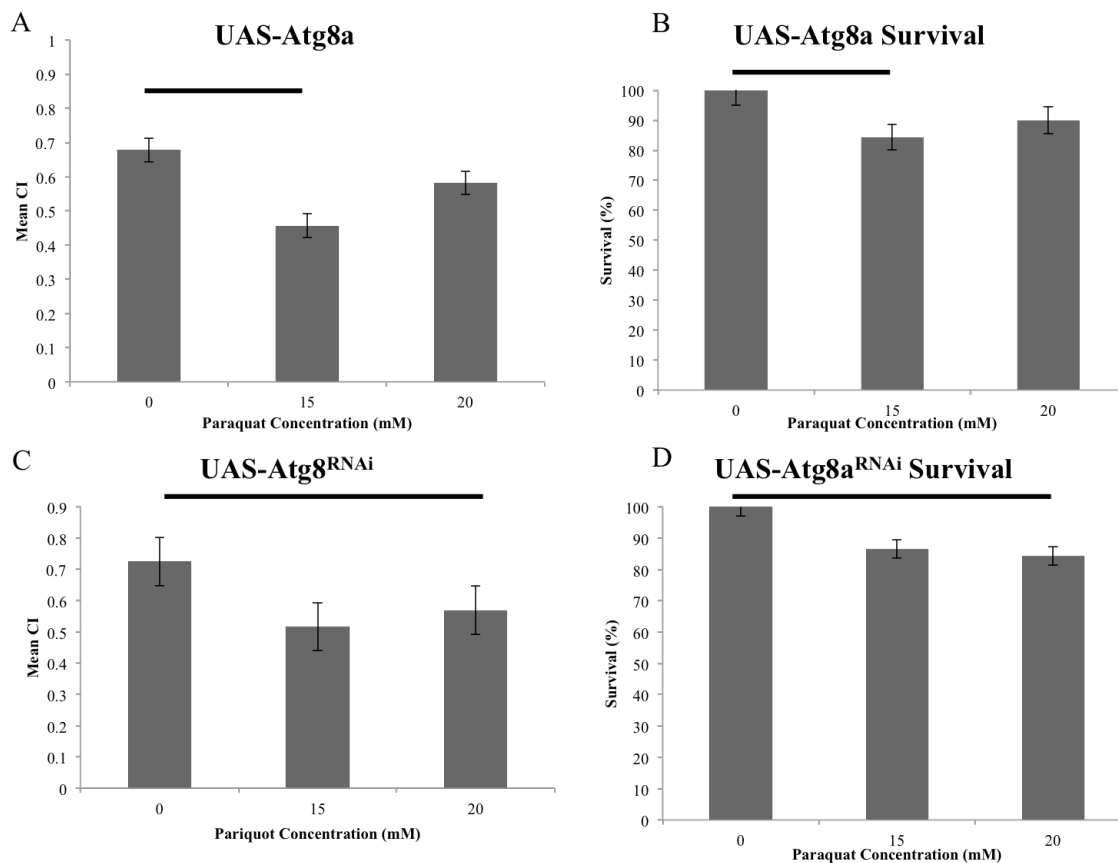 A
UAS-Atg8a
1
0.9
0.8
0.7
0.6
0.5
0.4
0.3
0.2
0.1
0
Mean CI
0 15 20
Paraquat Concentration (mM)
B
UAS-Atg8a Survival
100
90
80
70
60
50
40
30
20
10
0
Survival (%)
0 15 20
Paraquat Concentration (mM)
C
UAS-Atg8RNAi
0.9
0.8
0.7
0.6
0.5
0.4
0.3
0.2
0.1
0
Mean CI
0 15 20
Pariquot Concentration (mM)
D
UAS-Atg8aRNAi Survival
100
90
80
70
60
50
40
30
20
10
0
Survival (%)
0 15 20
Paraquat Concentration (mM)